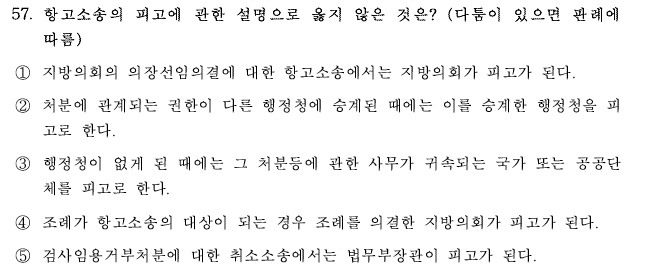 57. 항고소송의 피고에 관한 설명으로 옳지 않은 것은? (다툼이 있으면 판례에
따름)
① 지방의회의 의장선임의결에 대한 항고소송에서는 지방의회가 피고가 된다.
② 처분에 관계되는 권한이 다른 행정청에 승계된 때에는 이를 승계한 행정청을 피
고로 한다.
③ 행정청이 없게 된 때에는 그 처분등에 관한 사무가 귀속되는 국가 또는 공공단
체를 피고로 한다.
④ 조례가 항고소송의 대상이 되는 경우 조례를 의결한 지방의회가 피고가 된다.
⑤ 검사임용거부처분에 대한 취소소송에서는 법무부장관이 피고가 된다.